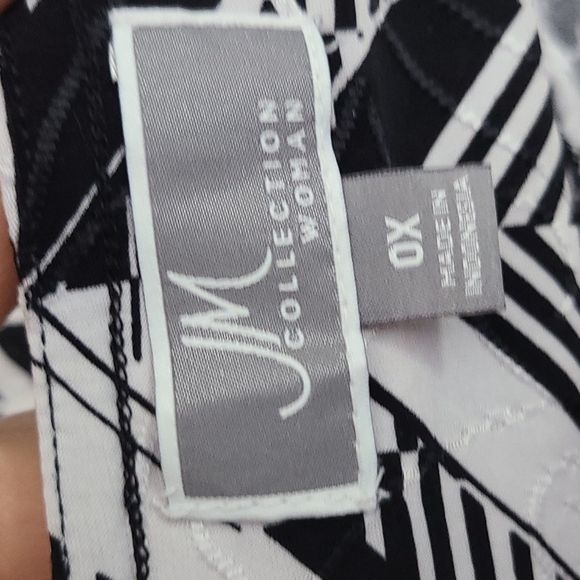 JM
COLLECTION
WOMAN
0X
MADE IN
INDONESIA